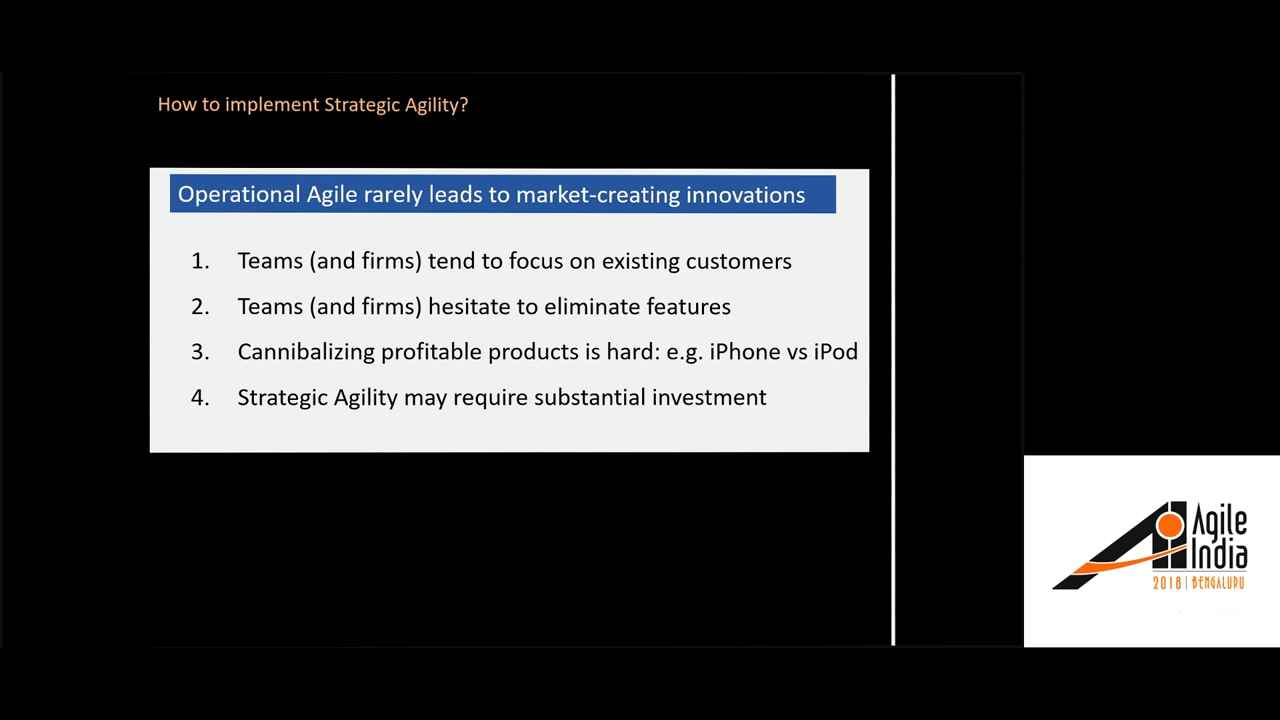 How to implement Strategic Agility?
Operational Agile rarely leads to market-creating innovations
1. Teams (and firms) tend to focus on existing customers
2. Teams (and firms) hesitate to eliminate features
3. Cannibalizing profitable products is hard: e.g. iPhone vs iPod
4. Strategic Agility may require substantial investment
Agile
India
2018 | BENGALURU